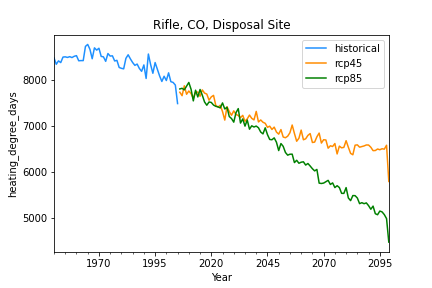 Rifle, CO, Disposal Site
historical
rcp45
rcp85
8000
7000
6000
5000
heating_degree_days
1970
1995
2020
2045
2070
2095
Year